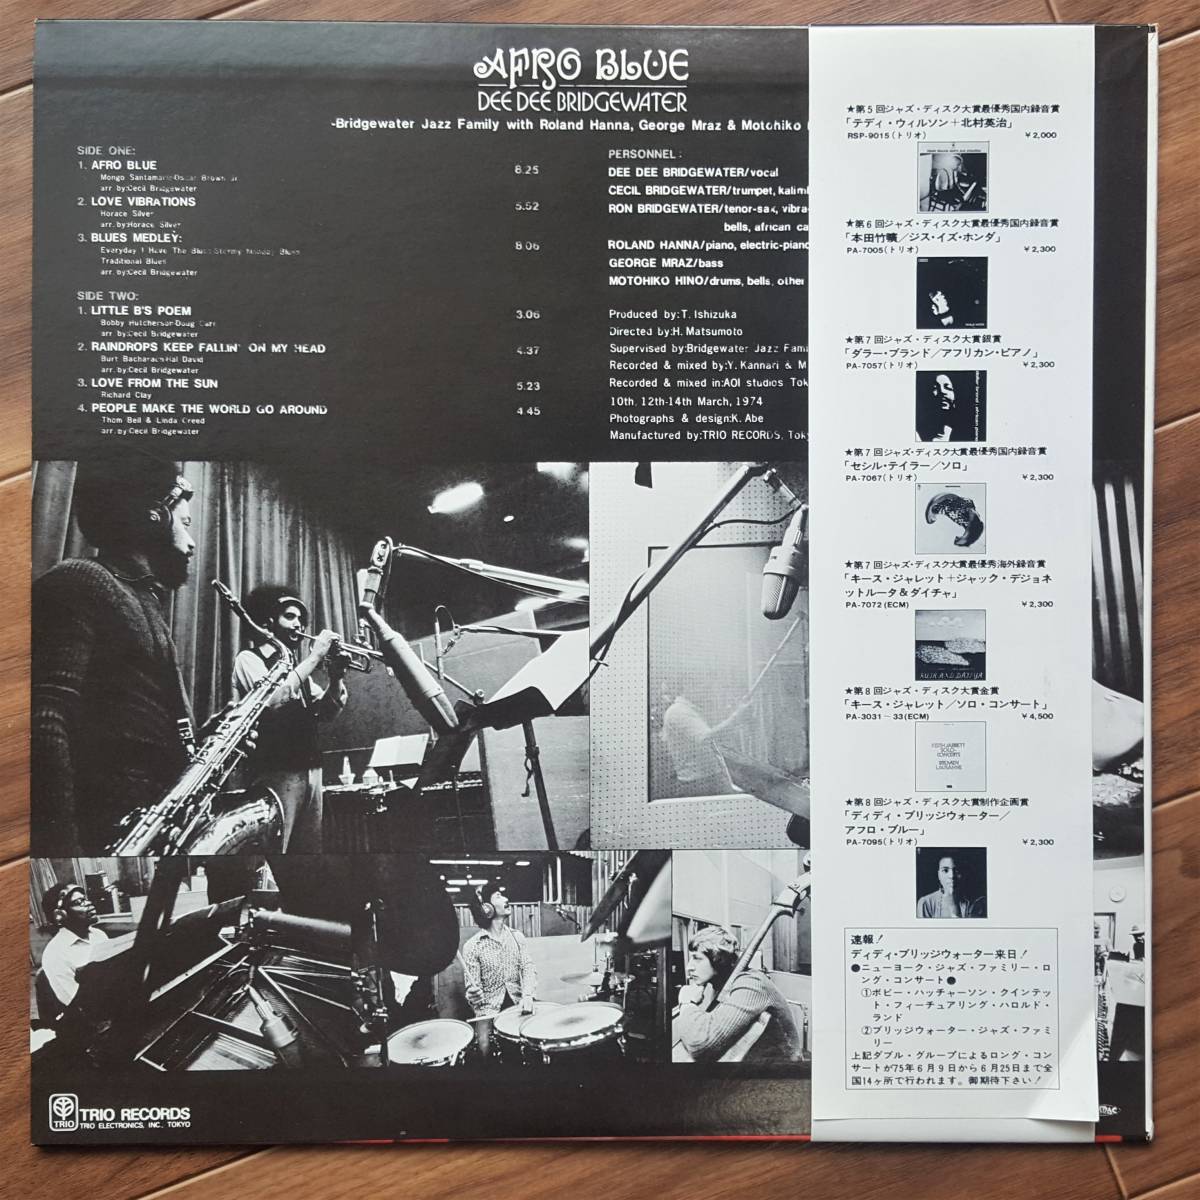 AFRO BLUE
DEE DEE BRIDGEWATER
-Bridgewater Jazz Family with Roland Hanna, George Mraz & Motohiko
SIDE ONE:
1. AFRO BLUE 8.25
Mongo Santamaria-Oscar Brown Jr.
arr by:Cecil Bridgewater
2. LOVE VIBRATIONS 5.52
Horace Silver
arr by:Horace Silver
3. BLUES MEDLEY: 8.06
Everyday I Have The Blues-Stormy Monday Blues
Traditional Blues
arr. by:Cecil Bridgewater
SIDE TWO:
1. LITTLE B'S POEM 3.06
Bobby Hutcherson-Doug Carr
arr by:Cecil Bridgewater
2. RAINDROPS KEEP FALLIN' ON MY HEAD 4.37
Burt Bacharach-Hal David
arr. by:Cecil Bridgewater
3. LOVE FROM THE SUN 5.23
Richard Clay
4. PEOPLE MAKE THE WORLD GO AROUND 4.45
Thom Bell & Linda Creed
arr. by:Cecil Bridgewater
PERSONNEL:
DEE DEE BRIDGEWATER/vocal
CECIL BRIDGEWATER/trumpet, kalimb
RON BRIDGEWATER/tenor-sax, vibra-
bells, african ca
ROLAND HANNA/piano, electric-piano
GEORGE MRAZ/bass
MOTOHIKO HINO/drums, bells, other
Produced by:T. Ishizuka
Directed by:H. Matsumoto
Supervised by:Bridgewater Jazz Fami
Recorded & mixed by:Y. Kannari & M
Recorded & mixed in:AOI studios Tok
10th, 12th-14th March, 1974
Photographs & design:K. Abe
Manufactured by:TRIO RECORDS, Toky
★第5回ジャズ・ディスク大賞最優秀国内録音賞
「テディ・ウィルソン＋北村英治」
RSP-9015(トリオ) ￥2,000
★第6回ジャズ・ディスク大賞最優秀国内録音賞
「本田竹曠／ジス・イズ・ホンダ」
PA-7005(トリオ) ￥2,300
★第7回ジャズ・ディスク大賞銀賞
「ダラー・ブランド／アフリカン・ピアノ」
PA-7057(トリオ) ￥2,300
★第7回ジャズ・ディスク大賞最優秀国内録音賞
「セシル・テイラー／ソロ」
PA-7067(トリオ) ￥2,300
★第7回ジャズ・ディスク大賞最優秀海外録音賞
「キース・ジャレット＋ジャック・デジョネ
ットルータ＆ダイチャ」
PA-7072(ECM) ￥2,300
RUTA AND DAITYA
★第8回ジャズ・ディスク大賞金賞
「キース・ジャレット／ソロ・コンサート」
PA-3031～33(ECM) ￥4,500
KEITH JARRETT
SOLO-
CONCERTS
BREMEN
LAUSANNE
★第8回ジャズ・ディスク大賞制作企画賞
「ディディ・ブリッジウォーター／
アフロ・ブルー」
PA-7095(トリオ) ￥2,300
速報！
ディディ・ブリッジウォーター来日！
●ニューヨーク・ジャズ・ファミリー・ロ
ング・コンサート●
①ボビー・ハッチャーソン・クインテッ
ト・フィーチュアリング・ハロルド・
ランド
②ブリッジウォーター・ジャズ・ファミ
リー
上記ダブル・グループによるロング・コン
サートが75年6月9日から6月25日まで全
国14ヶ所で行われます。御期待下さい！
TRIO
TRIO RECORDS
TRIO ELECTRONICS, INC., TOKYO